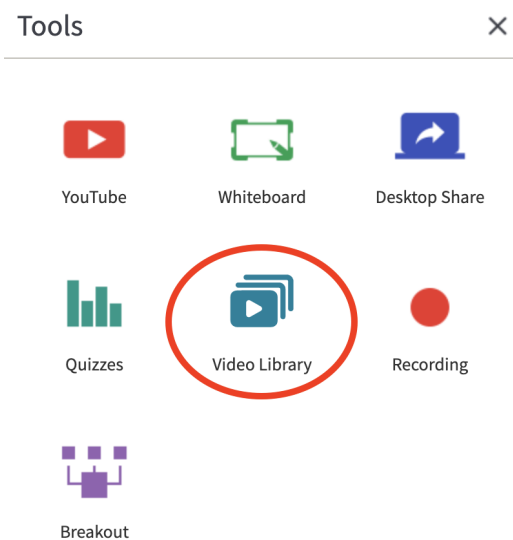 Tools
YouTube
Whiteboard
Desktop Share
Quizzes
Video Library
Recording
Breakout